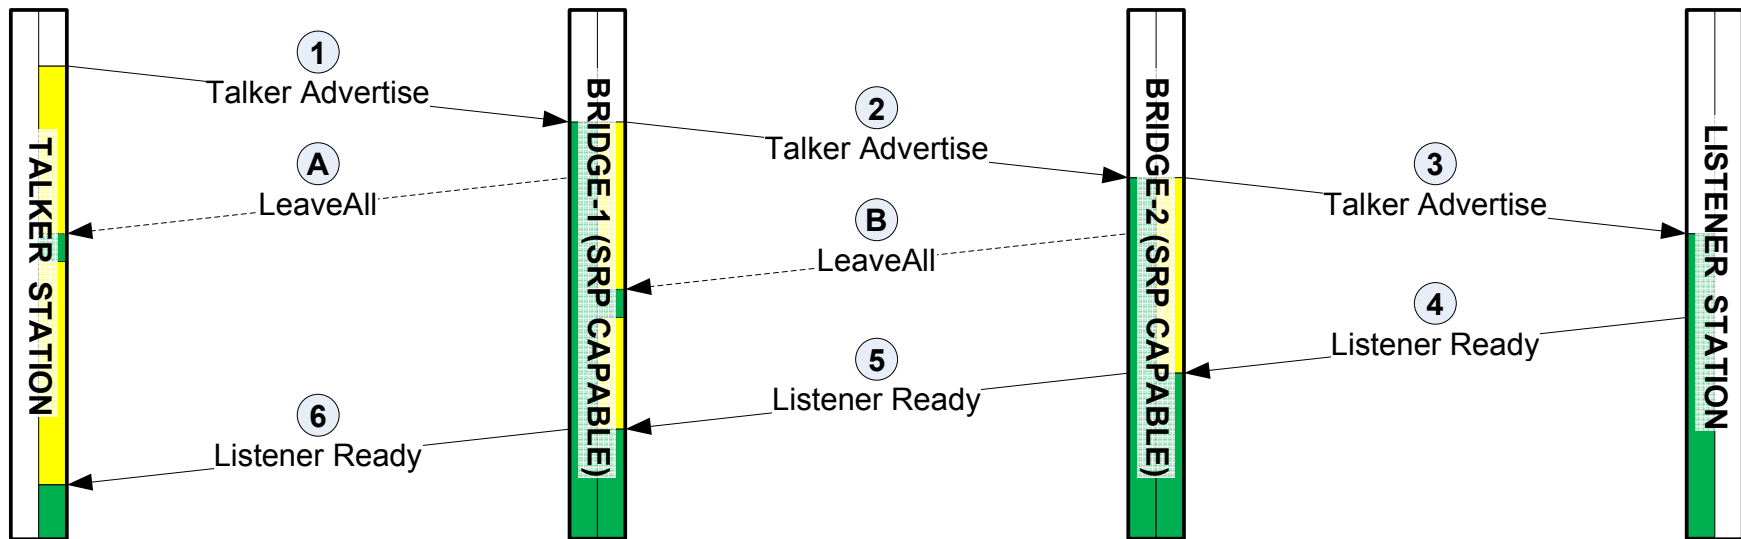 1
Talker Advertise
2
Talker Advertise
3
Talker Advertise
A
LeaveAll
B
LeaveAll
4
Listener Ready
5
Listener Ready
6
Listener Ready
TALKER STATION
BRIDGE-1 (SRP CAPABLE)
BRIDGE-2 (SRP CAPABLE)
LISTENER STATION